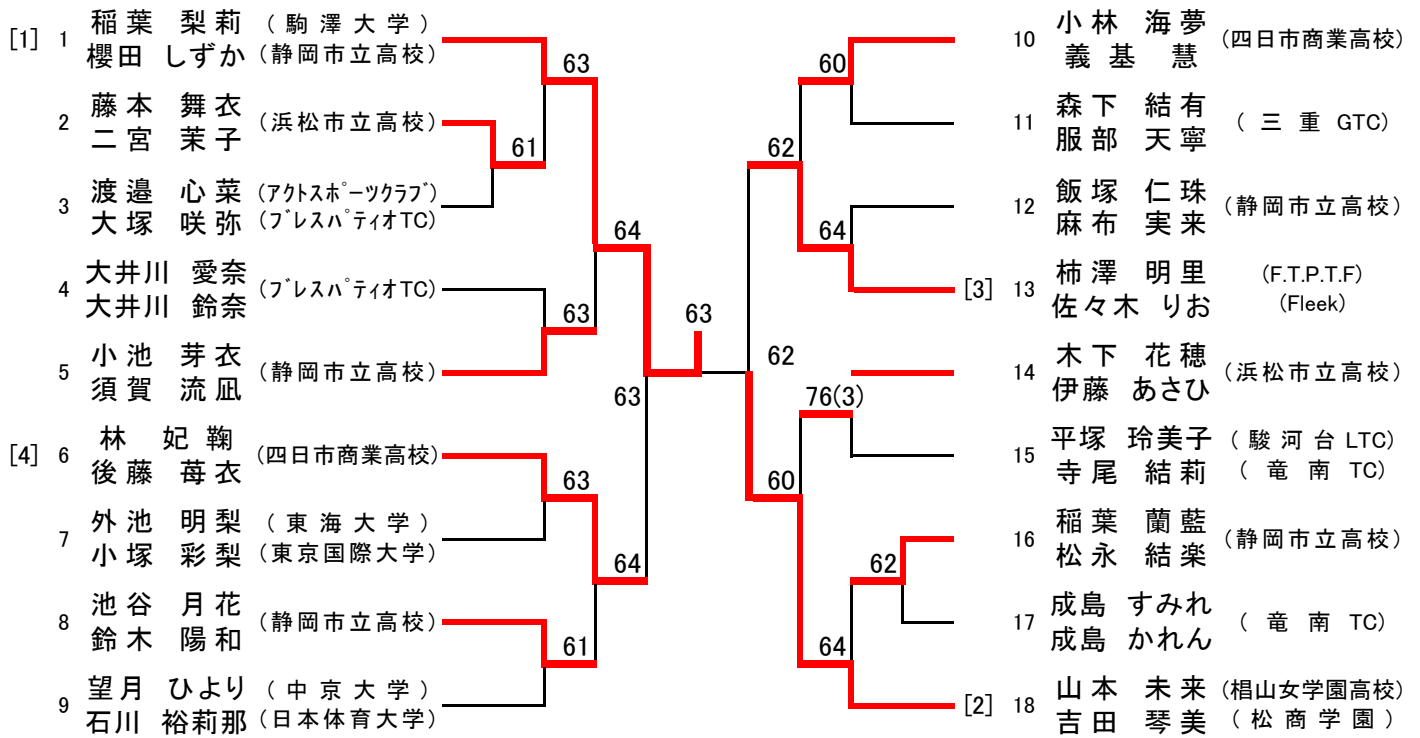 [1] 1 稲葉 梨莉 (駒澤大学)
櫻田 しずか (静岡市立高校)
63
2 藤本 舞衣 (浜松市立高校)
二宮 茉子
61
3 渡邉 心菜 (アクトスポーツクラブ)
大塚 咲弥 (ブレスパティオTC)
64
4 大井川 愛奈 (ブレスパティオTC)
大井川 鈴奈
63
5 小池 芽衣 (静岡市立高校)
須賀 流凪
63
63
[4] 6 林 妃鞠 (四日市商業高校)
後藤 苺衣
63
7 外池 明梨 (東海大学)
小塚 彩梨 (東京国際大学)
64
8 池谷 月花 (静岡市立高校)
鈴木 陽和
61
9 望月 ひより (中京大学)
石川 裕莉那 (日本体育大学)
10 小林 海夢 (四日市商業高校)
義基 慧
60
11 森下 結有 (三重GTC)
服部 天寧
62
12 飯塚 仁珠 (静岡市立高校)
麻布 実来
64
[3] 13 柿澤 明里 (F.T.P.T.F)
佐々木 りお (Fleek)
62
14 木下 花穂 (浜松市立高校)
伊藤 あさひ
76(3)
15 平塚 玲美子 (駿河台LTC)
寺尾 結莉 (竜南TC)
60
16 稲葉 蘭藍 (静岡市立高校)
松永 結楽
62
17 成島 すみれ (竜南TC)
成島 かれん
64
[2] 18 山本 未来 (椙山女学園高校)
吉田 琴美 (松商学園)